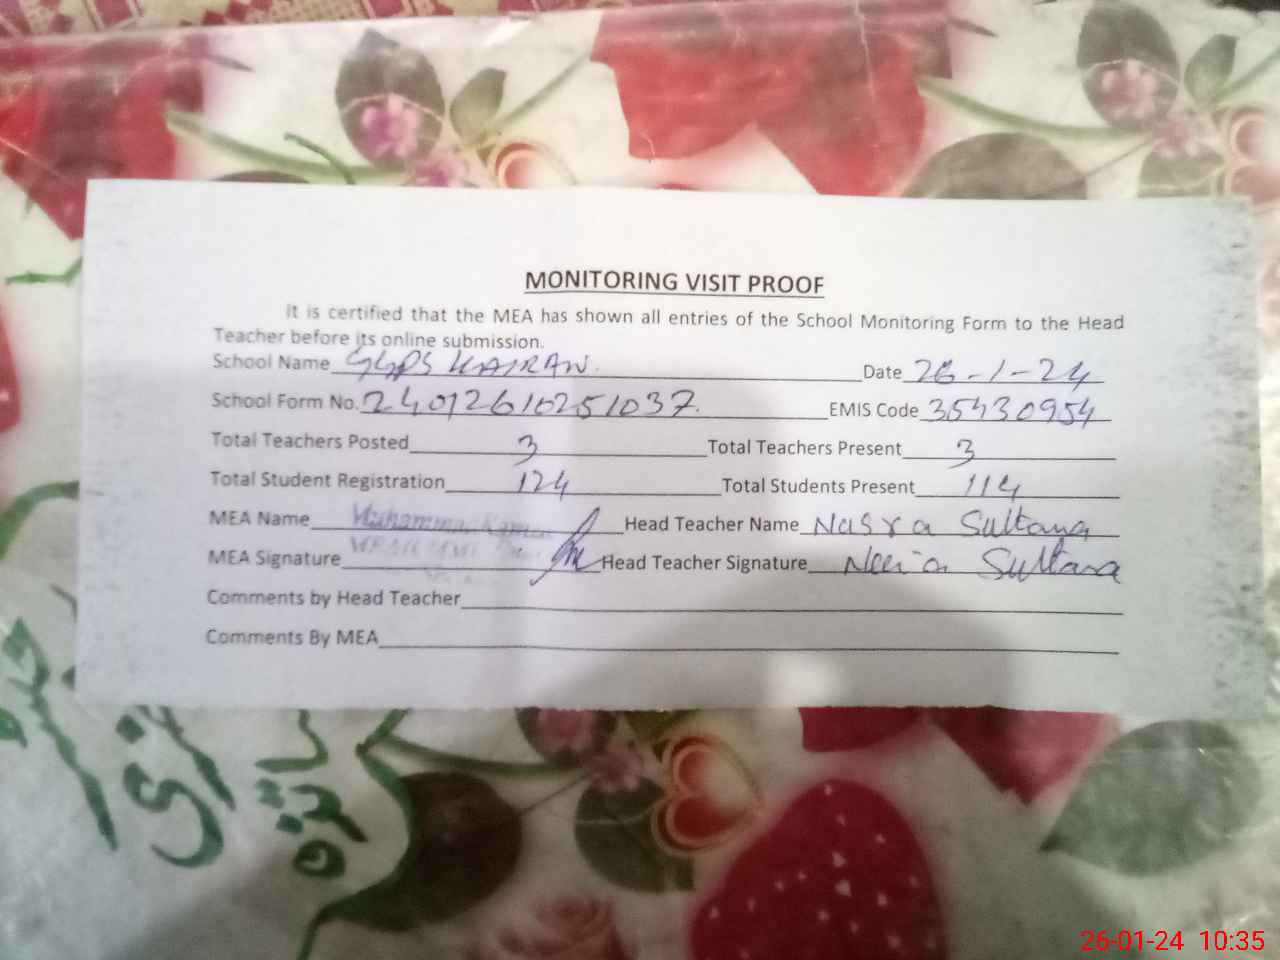 MONITORING VISIT PROOF
It is certified that the MEA has shown all entries of the School Monitoring Form to the Head
Teacher before its online submission.
School Name GGPS KAIRAN. Date 26-1-24
School Form No. 24012610251037. EMIS Code 35430954
Total Teachers Posted 3 Total Teachers Present 3
Total Student Registration 124 Total Students Present 114
MEA Name Muhammad Head Teacher Name Nasra Sultana
MEA Signature Head Teacher Signature Sultana
Comments by Head Teacher
Comments By MEA
26-01-24 10:35